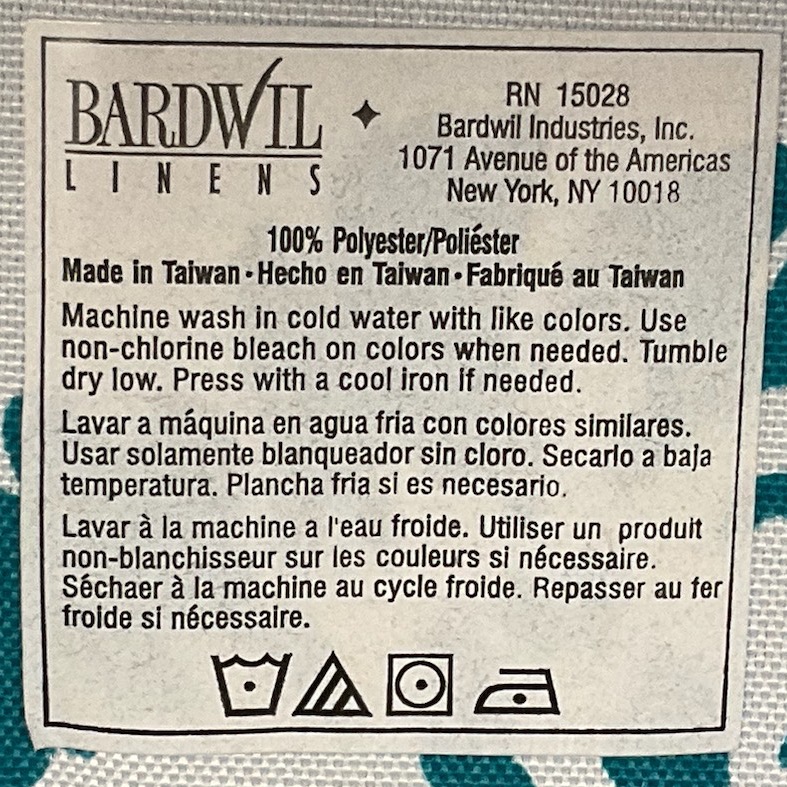 BARDWIL
LINENS
RN 15028
Bardwil Industries, Inc.
1071 Avenue of the Americas
New York, NY 10018
100% Polyester/Poliéster
Made in Taiwan • Hecho en Taiwan • Fabriqué au Taiwan
Machine wash in cold water with like colors. Use
non-chlorine bleach on colors when needed. Tumble
dry low. Press with a cool iron if needed.
Lavar a máquina en agua fria con colores similares.
Usar solamente blanqueador sin cloro. Secarlo a baja
temperatura. Plancha fria si es necesario.
Lavar à la machine a l'eau froide. Utiliser un produit
non-blanchisseur sur les couleurs si nécessaire.
Séchaer à la machine au cycle froide. Repasser au fer
froide si nécessaire.